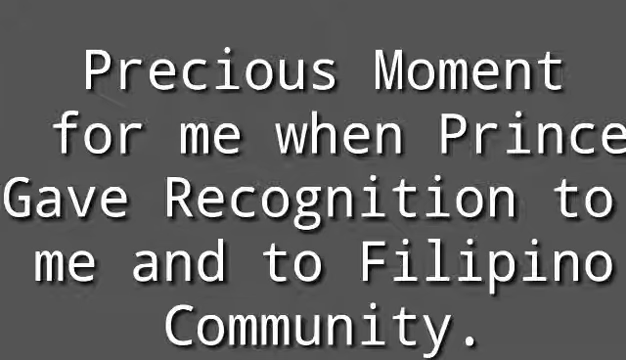 Precious Moment
for me when Prince
Gave Recognition to
me and to Filipino
Community.